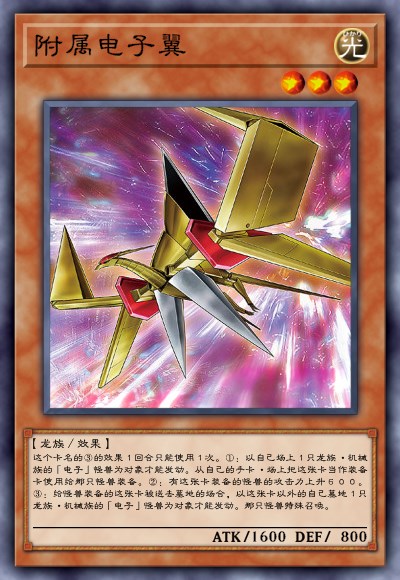 附属电子翼
光
【龙族／效果】
这个卡名的③的效果1回合只能使用1次。①：以自己场上1只龙族·机械
族的「电子」怪兽为对象才能发动。从自己的手卡·场上把这张卡当作装备
卡使用给那只怪兽装备。②：有这张卡装备的怪兽的攻击力上升600。
③：给怪兽装备的这张卡被送去墓地的场合，以这张卡以外的自己墓地1只
龙族·机械族的「电子」怪兽为对象才能发动。那只怪兽特殊召唤。
ATK/1600 DEF/ 800